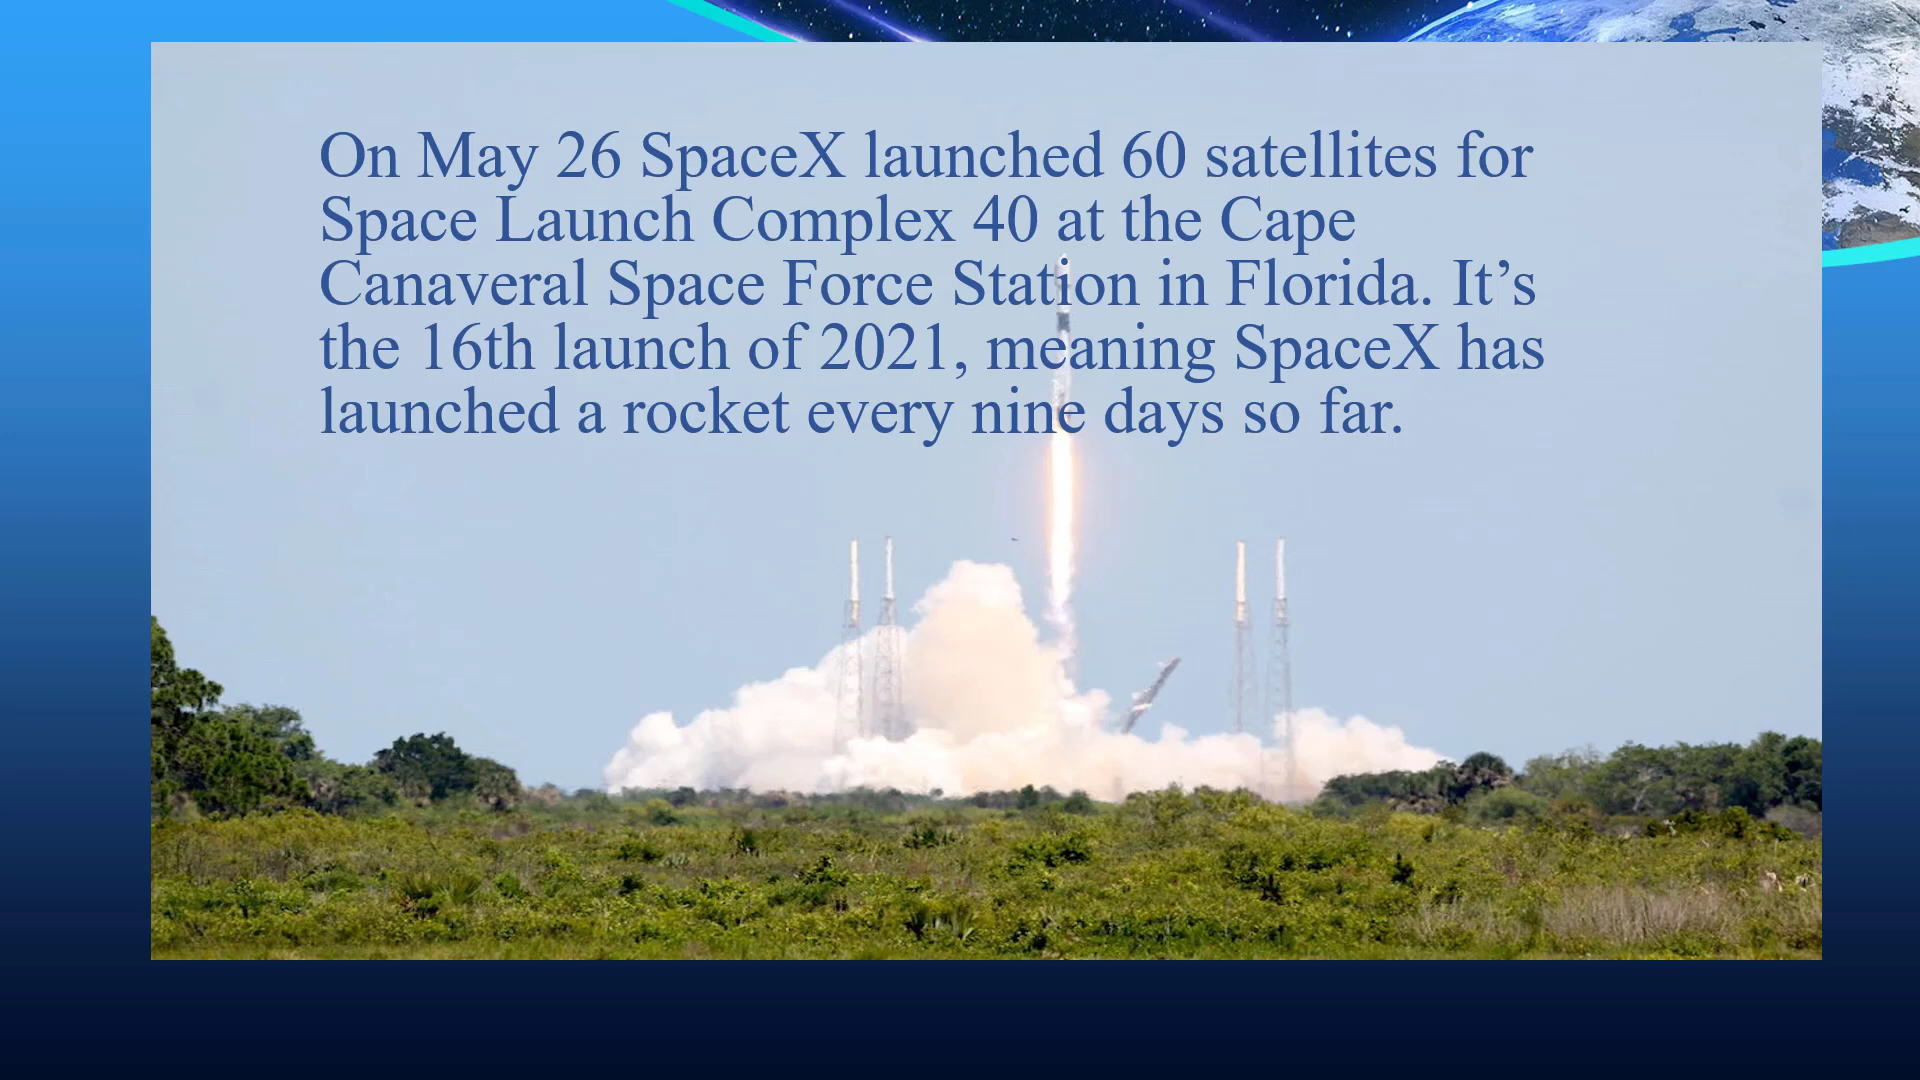 On May 26 SpaceX launched 60 satellites for
Space Launch Complex 40 at the Cape
Canaveral Space Force Station in Florida. It’s
the 16th launch of 2021, meaning SpaceX has
launched a rocket every nine days so far.